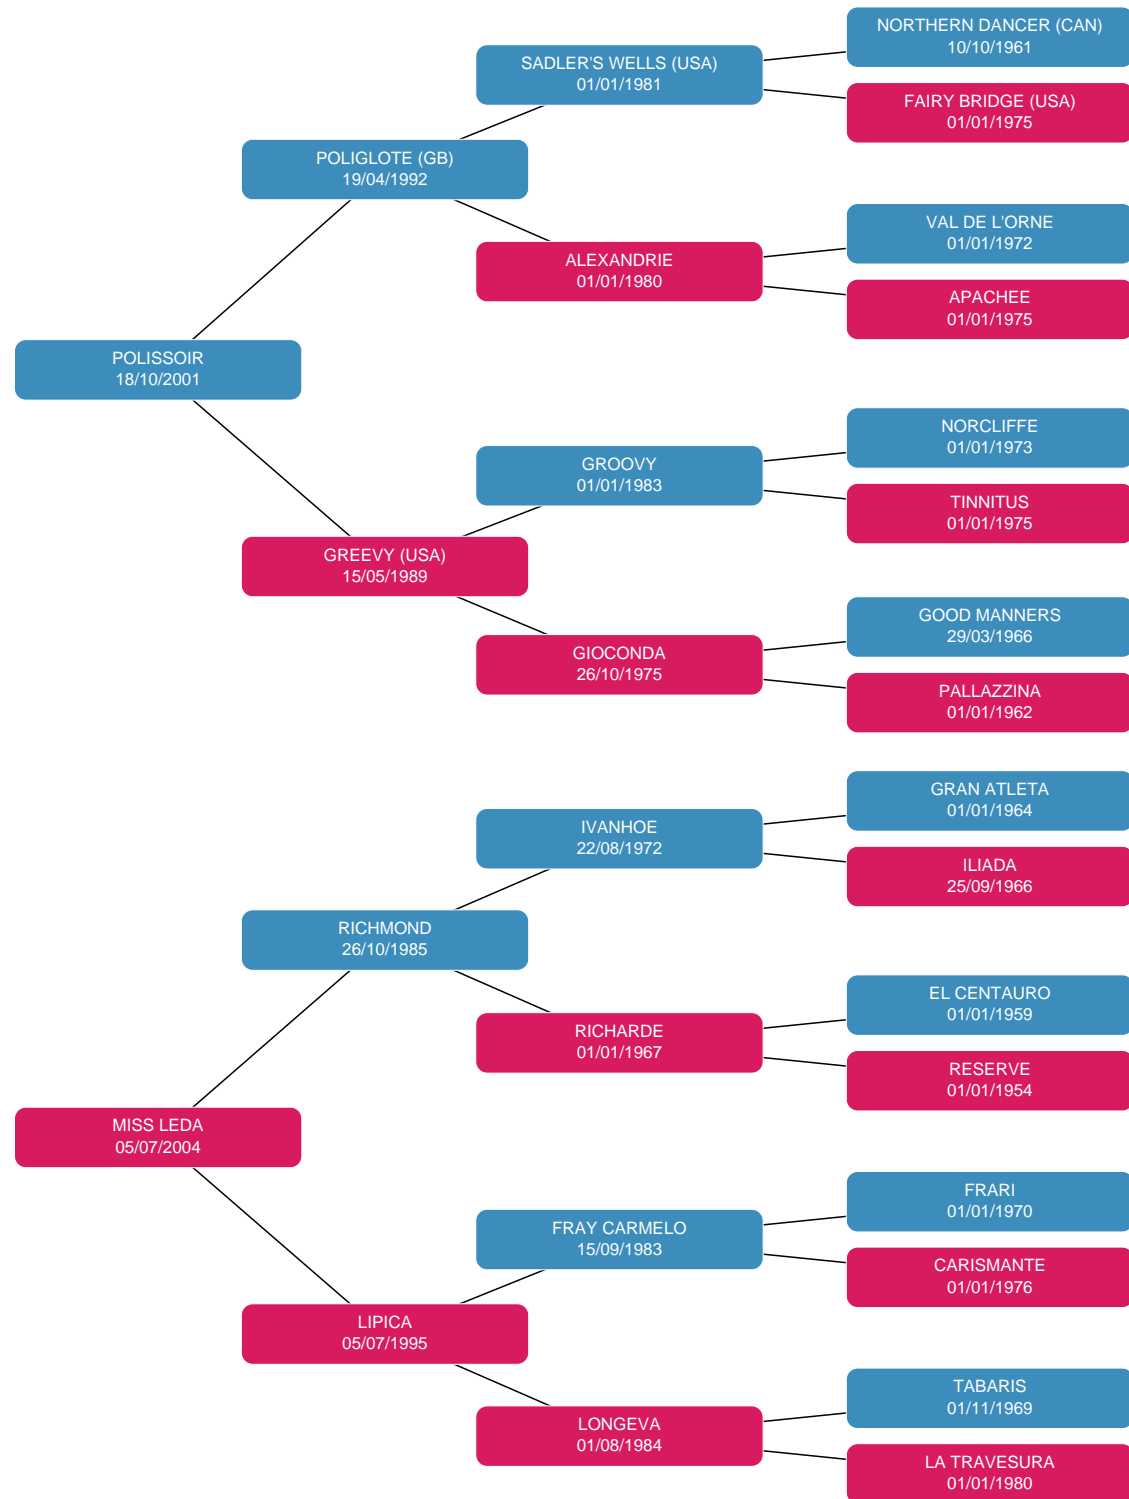 NORTHERN DANCER (CAN)
10/10/1961
SADLER'S WELLS (USA)
01/01/1981
FAIRY BRIDGE (USA)
01/01/1975
POLIGLOTE (GB)
19/04/1992
VAL DE L'ORNE
01/01/1972
ALEXANDRIE
01/01/1980
APACHEE
01/01/1975
POLISSOIR
18/10/2001
NORCLIFFE
01/01/1973
GROOVY
01/01/1983
TINNITUS
01/01/1975
GREEVY (USA)
15/05/1989
GOOD MANNERS
29/03/1966
GIOCONDA
26/10/1975
PALLAZZINA
01/01/1962
GRAN ATLETA
01/01/1964
IVANHOE
22/08/1972
ILIADA
25/09/1966
RICHMOND
26/10/1985
EL CENTAURO
01/01/1959
RICHARDE
01/01/1967
RESERVE
01/01/1954
MISS LEDA
05/07/2004
FRARI
01/01/1970
FRAY CARMELO
15/09/1983
CARISMANTE
01/01/1976
LIPICA
05/07/1995
TABARIS
01/11/1969
LONGEVA
01/08/1984
LA TRAVESURA
01/01/1980